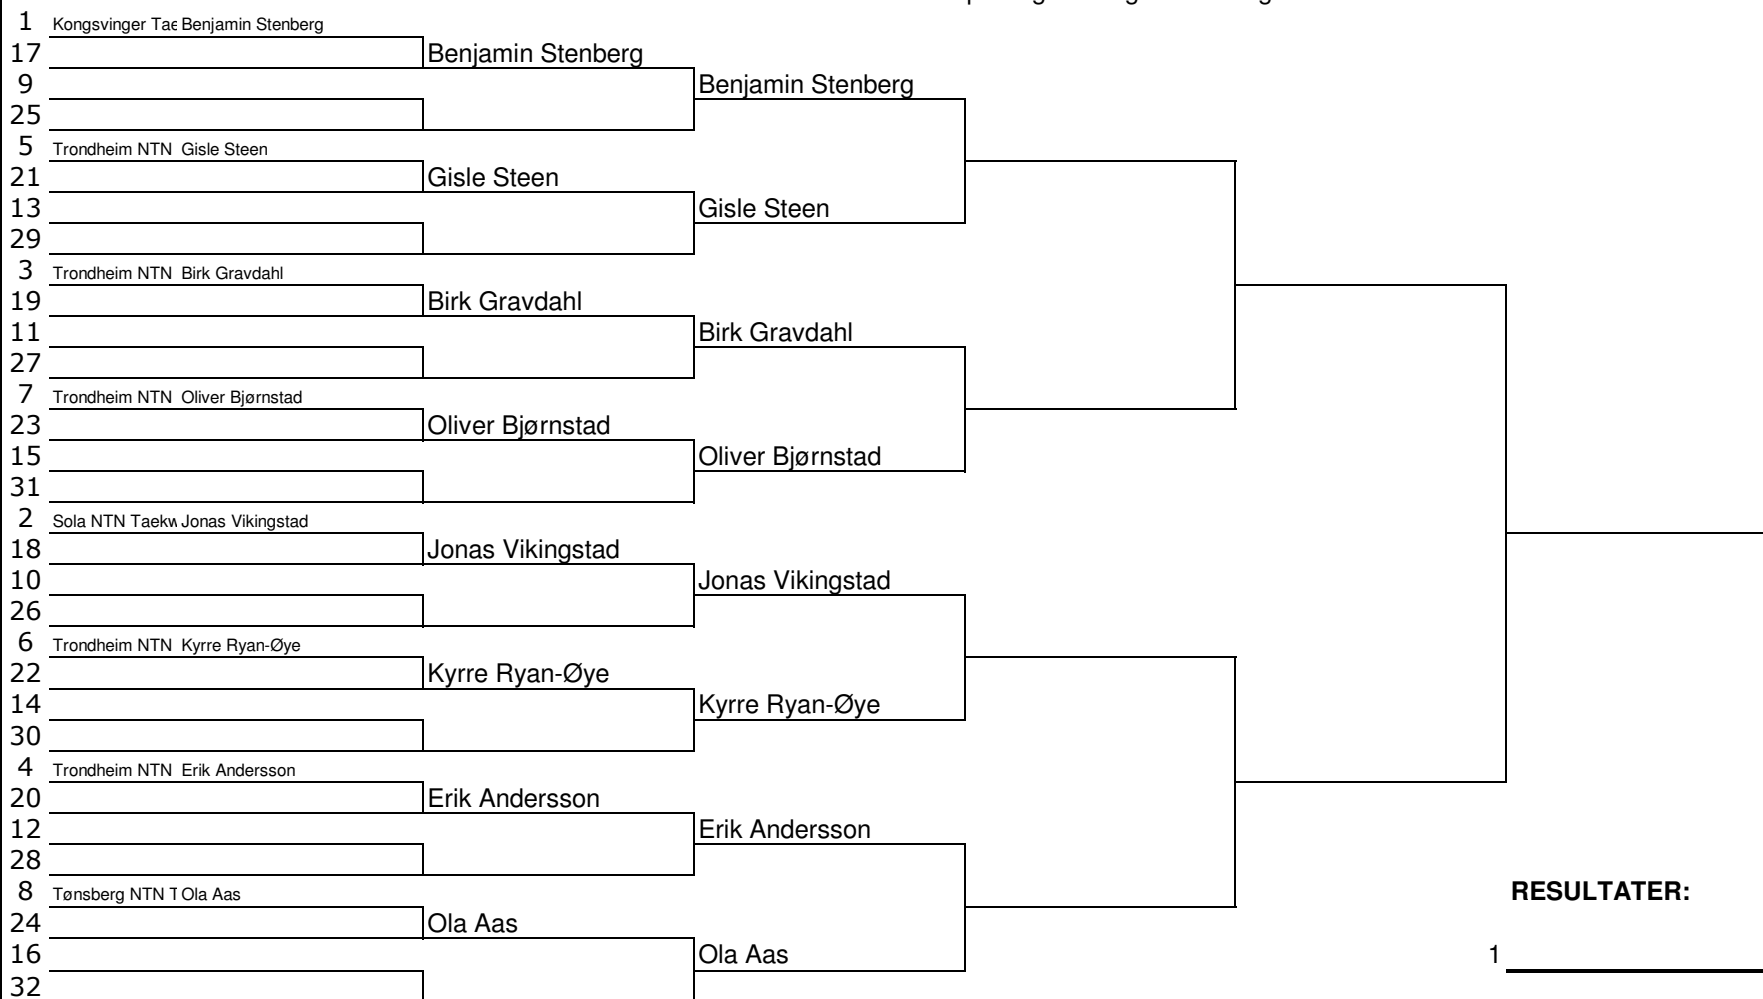 1 Kongsvinger Tae Benjamin Stenberg
17 Benjamin Stenberg
9 Benjamin Stenberg
25
5 Trondheim NTN Gisle Steen
21 Gisle Steen
13 Gisle Steen
29
3 Trondheim NTN Birk Gravdahl
19 Birk Gravdahl
11 Birk Gravdahl
27
7 Trondheim NTN Oliver Bjørnstad
23 Oliver Bjørnstad
15 Oliver Bjørnstad
31
2 Sola NTN Taekw Jonas Vikingstad
18 Jonas Vikingstad
10 Jonas Vikingstad
26
6 Trondheim NTN Kyrre Ryan-Øye
22 Kyrre Ryan-Øye
14 Kyrre Ryan-Øye
30
4 Trondheim NTN Erik Andersson
20 Erik Andersson
12 Erik Andersson
28
8 Tønsberg NTN T Ola Aas RESULTATER:
24 Ola Aas
16 Ola Aas 1
32